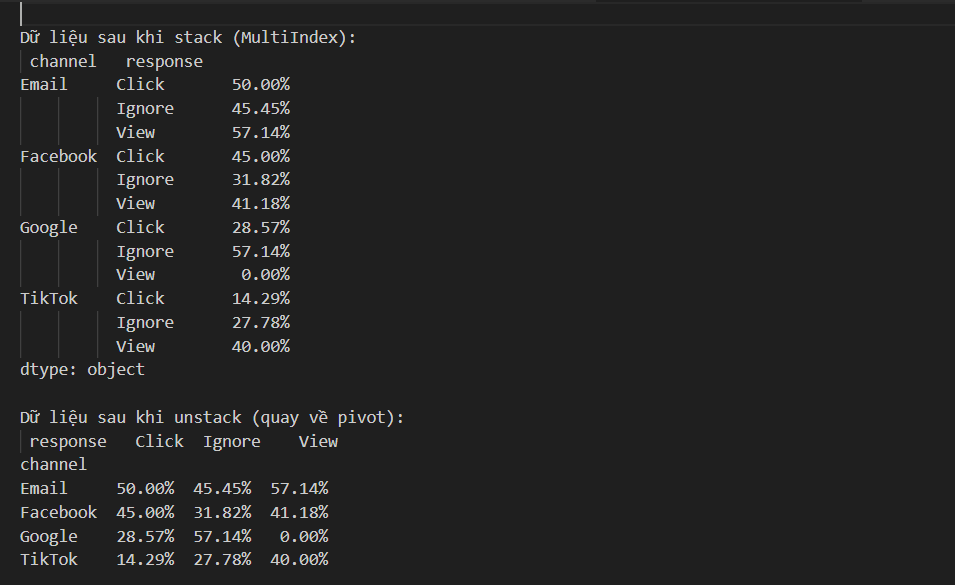 Dữ liệu sau khi stack (MultiIndex):
channel   response
Email     Click       50.00%
          Ignore      45.45%
          View        57.14%
Facebook  Click       45.00%
          Ignore      31.82%
          View        41.18%
Google    Click       28.57%
          Ignore      57.14%
          View         0.00%
TikTok    Click       14.29%
          Ignore      27.78%
          View        40.00%
dtype: object
Dữ liệu sau khi unstack (quay về pivot):
response   Click  Ignore    View
channel
Email     50.00%  45.45%  57.14%
Facebook  45.00%  31.82%  41.18%
Google    28.57%  57.14%   0.00%
TikTok    14.29%  27.78%  40.00%